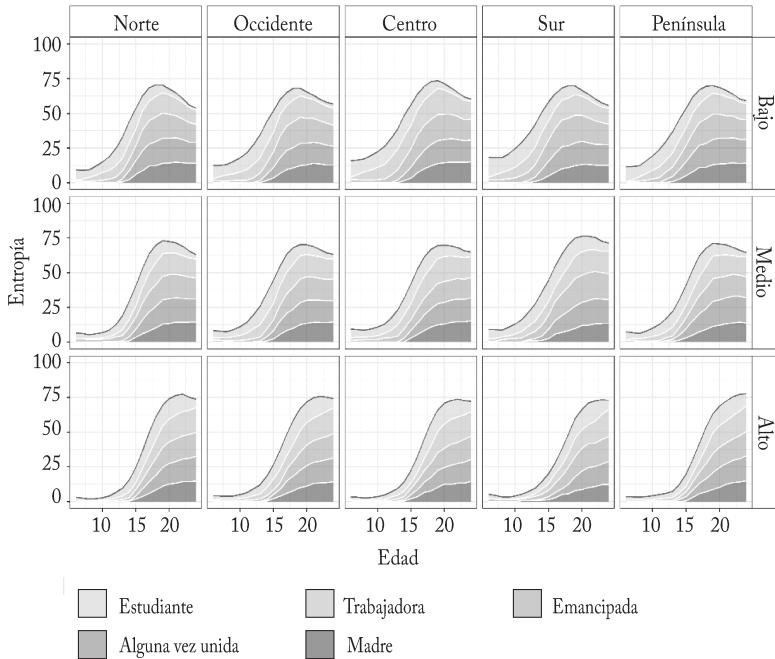 Norte Occidente Centro Sur Península
100
75
50
25
0
Bajo
100
75
50
25
0
Medio
100
75
50
25
0
Alto
Entropía
10 15 20 10 15 20 10 15 20 10 15 20 10 15 20
Edad
Estudiante Trabajadora Emancipada
Alguna vez unida Madre